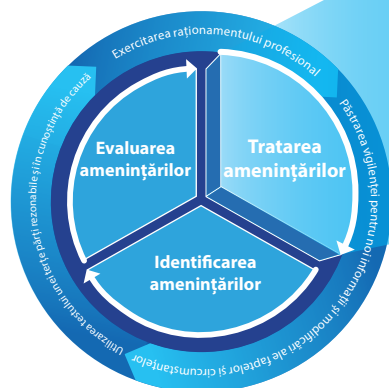 Exercitarea raționamentului profesional
Păstrarea vigilenței pentru noi informații și modificări ale faptelor și circumstanțelor
Utilizarea testului unei terțe părți rezonabile și în cunoștință de cauză
Evaluarea
amenințărilor
Tratarea
amenințărilor
Identificarea
amenințărilor